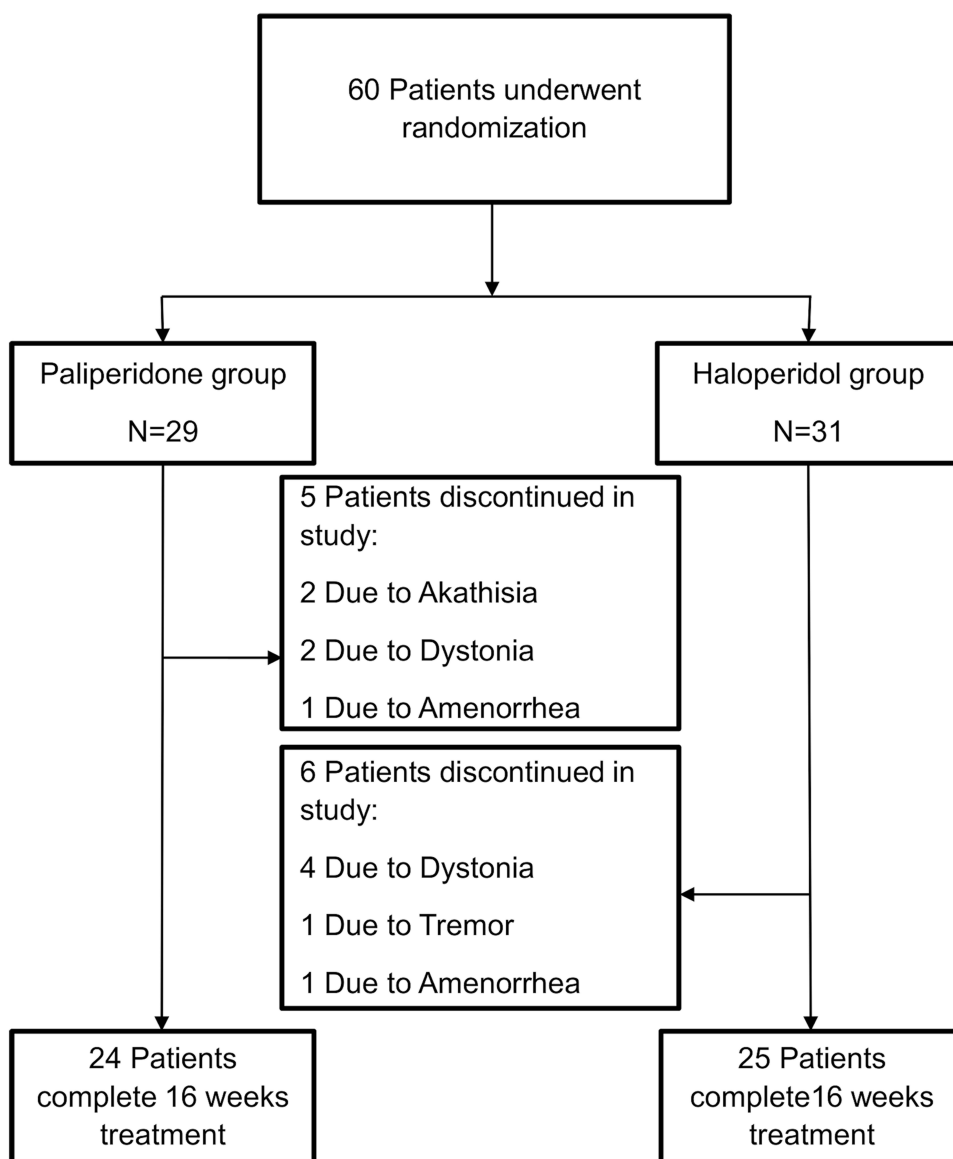 60 Patients underwent
randomization
Paliperidone group
N=29
Haloperidol group
N=31
5 Patients discontinued in
study:
2 Due to Akathisia
2 Due to Dystonia
1 Due to Amenorrhea
6 Patients discontinued in
study:
4 Due to Dystonia
1 Due to Tremor
1 Due to Amenorrhea
24 Patients
complete 16 weeks
treatment
25 Patients
complete16 weeks
treatment